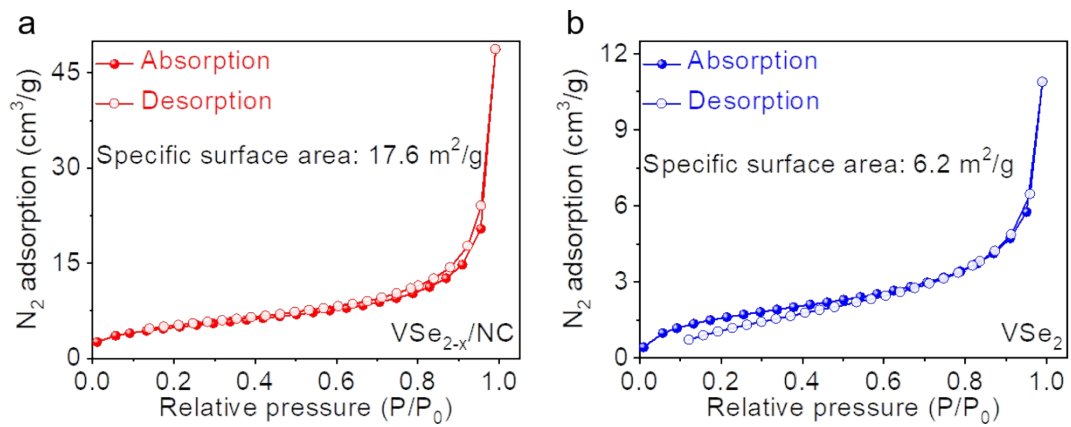 a
45
30
15
0
N2 adsorption (cm3/g)
Absorption
Desorption
Specific surface area: 17.6 m2/g
VSe2-x/NC
0.0 0.2 0.4 0.6 0.8 1.0
Relative pressure (P/P0)
b
12
9
6
3
0
N2 adsorption (cm3/g)
Absorption
Desorption
Specific surface area: 6.2 m2/g
VSe2
0.0 0.2 0.4 0.6 0.8 1.0
Relative pressure (P/P0)